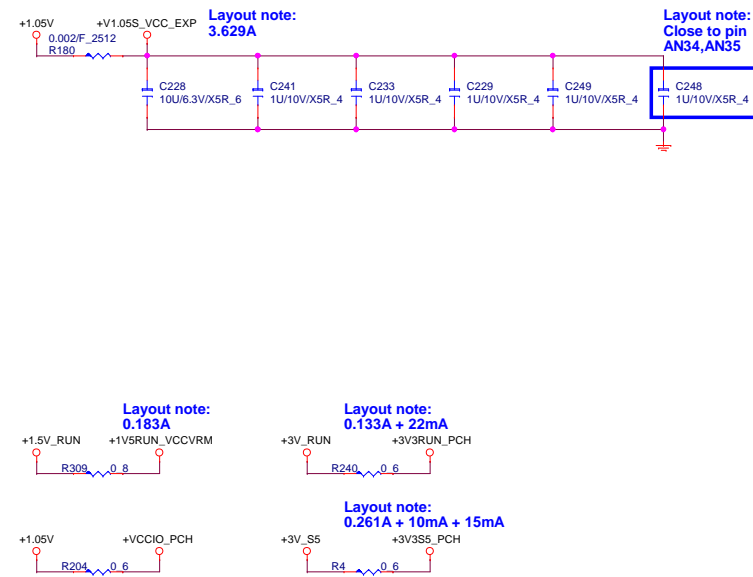 Layout note:
3.629A
Layout note:
Close to pin
AN34,AN35
+1.05V
+V1.05S_VCC_EXP
0.002/F_2512
R180
C228
10U/6.3V/X5R_6
C241
1U/10V/X5R_4
C233
1U/10V/X5R_4
C229
1U/10V/X5R_4
C249
1U/10V/X5R_4
C248
1U/10V/X5R_4
Layout note:
0.183A
+1.5V_RUN
+1V5RUN_VCCVRM
R309
0_8
Layout note:
0.133A + 22mA
+3V_RUN
+3V3RUN_PCH
R240
0_6
+1.05V
+VCCIO_PCH
R204
0_6
Layout note:
0.261A + 10mA + 15mA
+3V_S5
+3V3S5_PCH
R4
0_6